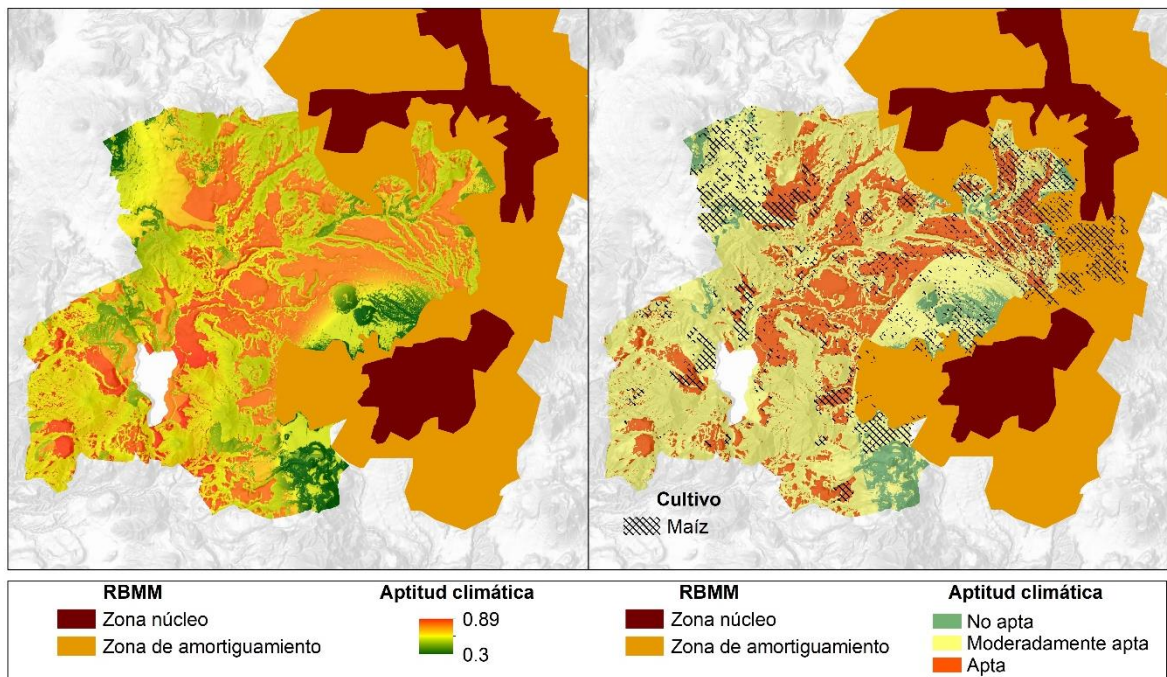 Cultivo
Maíz
RBMM
Zona núcleo
Zona de amortiguamiento
Aptitud climática
0.89
0.3
RBMM
Zona núcleo
Zona de amortiguamiento
Aptitud climática
No apta
Moderadamente apta
Apta